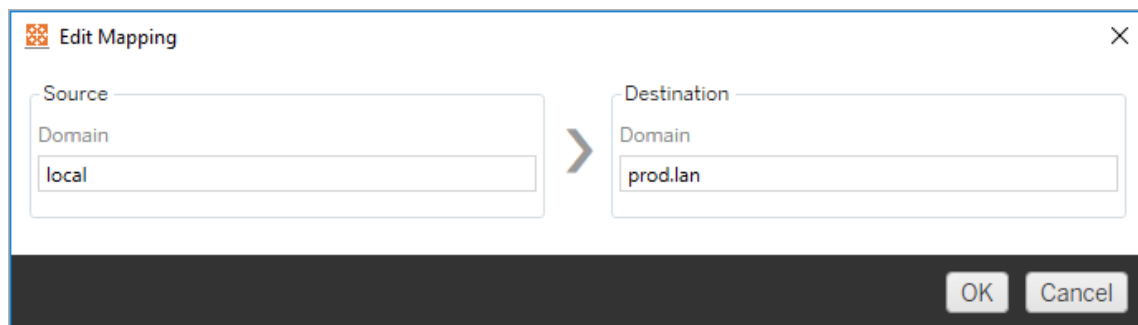 Edit Mapping
Source
Domain
local
Destination
Domain
prod.lan
OK
Cancel